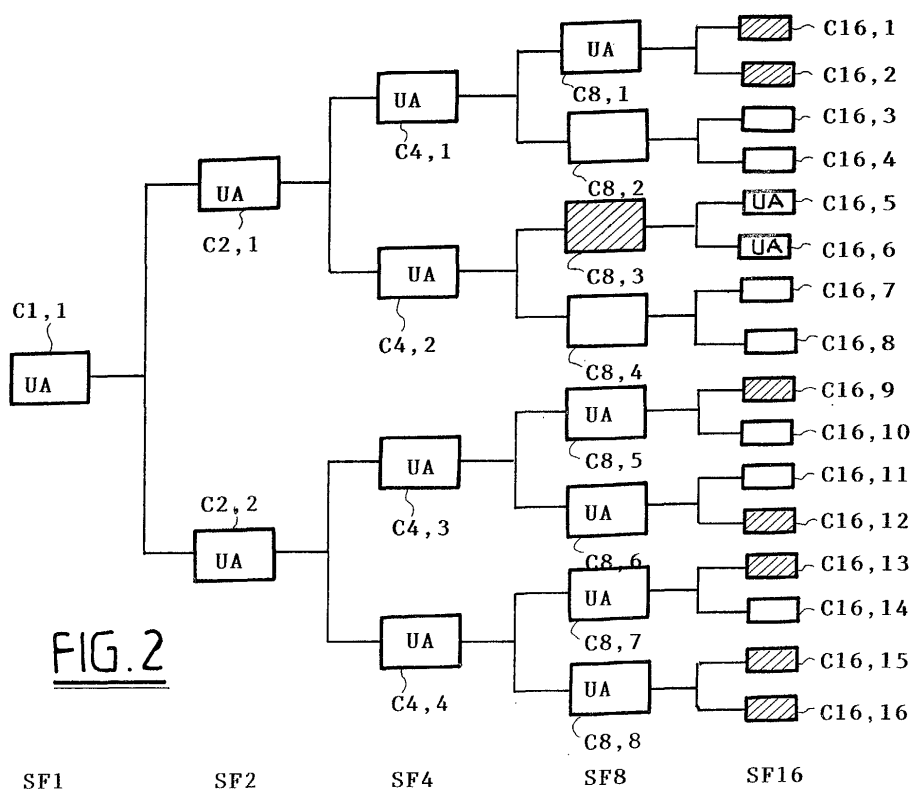 UA C16,1
UA C16,2
C8,1
UA C16,3
C4,1 C16,4
UA C8,2 UA C16,5
C2,1 UA UA C16,6
C8,3
C1,1 C4,2 C16,7
C16,8
UA C8,4
UA C16,9
C16,10
UA C8,5 C16,11
C2,2 C4,3 UA
C16,12
UA C8,6 C16,13
UA C16,14
FIG.2 UA C8,7
C16,15
C4,4 UA
C16,16
C8,8
SF1 SF2 SF4 SF8 SF16